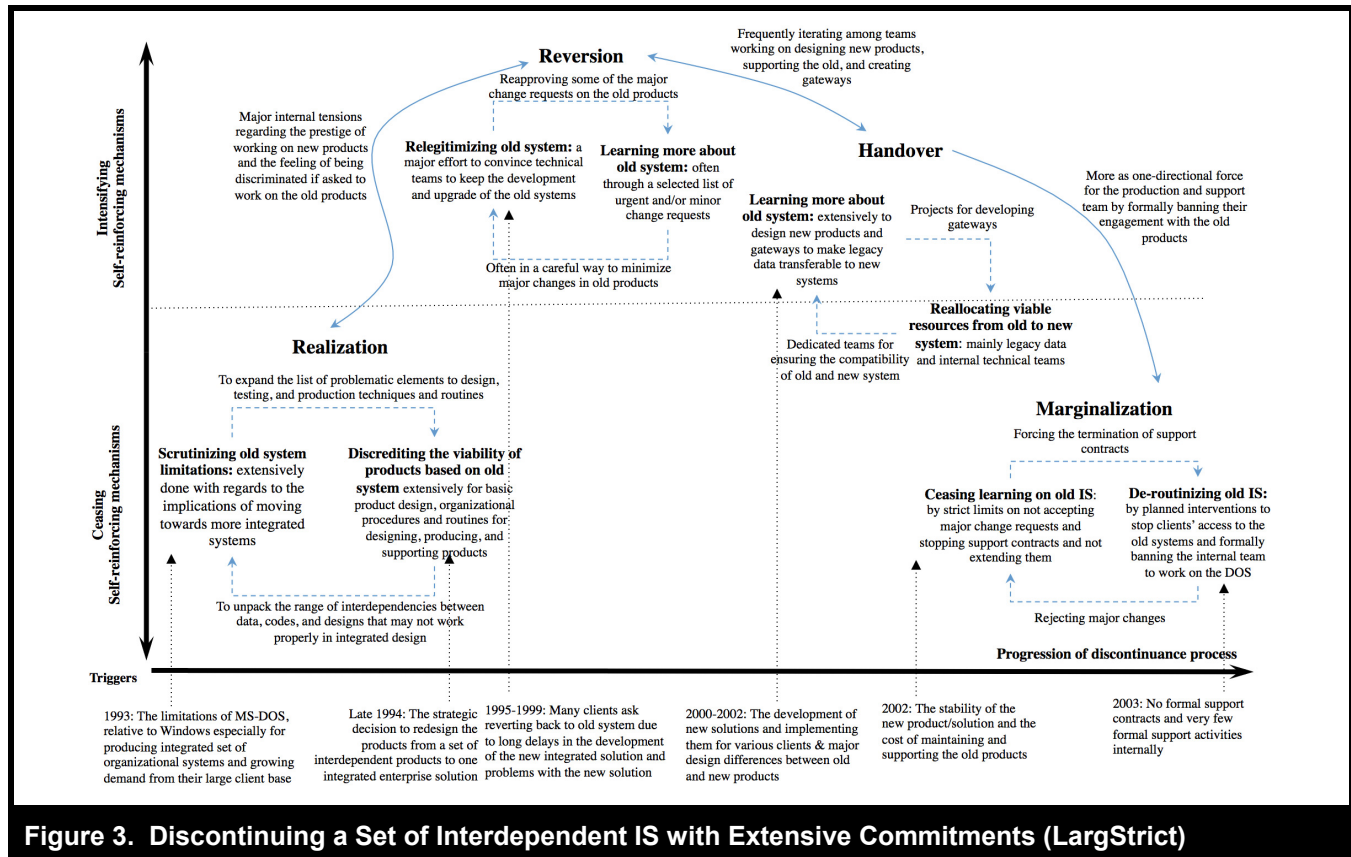 Reversion
Reapproving some of the major
change requests on the old products
Frequently iterating among teams
working on designing new products,
supporting the old, and creating
gateways
Major internal tensions
regarding the prestige of
working on new products
and the feeling of being
discriminated if asked to
work on the old products
Relegitimizing old system: a
major effort to convince technical
teams to keep the development
and upgrade of the old systems
Learning more about
old system: often
through a selected list of
urgent and/or minor
change requests
Often in a careful way to minimize
major changes in old products
Handover
Learning more about
old system: extensively to
design new products and
gateways to make legacy
data transferable to new
systems
Projects for developing
gateways
More as one-directional force
for the production and support
team by formally banning their
engagement with the old
products
Reallocating viable
resources from old to new
system: mainly legacy data
and internal technical teams
Dedicated teams for
ensuring the compatibility
of old and new system
Intensifying
Self-reinforcing mechanisms
Ceasing
Self-reinforcing mechanisms
Realization
To expand the list of problematic elements to design,
testing, and production techniques and routines
Scrutinizing old system
limitations: extensively
done with regards to the
implications of moving
towards more integrated
systems
Discrediting the viability of
products based on old
system extensively for basic
product design, organizational
procedures and routines for
designing, producing, and
supporting products
To unpack the range of interdependencies between
data, codes, and designs that may not work
properly in integrated design
Marginalization
Forcing the termination of support
contracts
Ceasing learning on old IS:
by strict limits on not accepting
major change requests and
stopping support contracts and not
extending them
De-routinizing old IS:
by planned interventions to
stop clients' access to the
old systems and formally
banning the internal team
to work on the DOS
Rejecting major changes
Progression of discontinuance process
Triggers
1993: The limitations of MS-DOS,
relative to Windows especially for
producing integrated set of
organizational systems and growing
demand from their large client base
Late 1994: The strategic
decision to redesign the
products from a set of
interdependent products to one
integrated enterprise solution
1995-1999: Many clients ask
reverting back to old system due
to long delays in the development
of the new integrated solution and
problems with the new solution
2000-2002: The development of
new solutions and implementing
them for various clients & major
design differences between old
and new products
2002: The stability of the
new product/solution and the
cost of maintaining and
supporting the old products
2003: No formal support
contracts and very few
formal support activities
internally
Figure 3. Discontinuing a Set of Interdependent IS with Extensive Commitments (LargStrict)